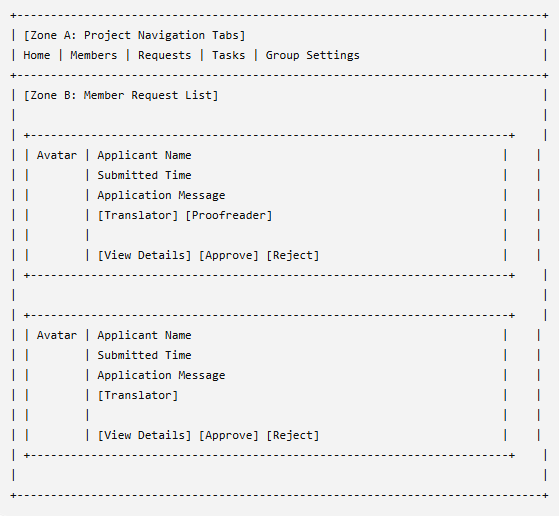 +------------------------------------------------------------------------------+
| [Zone A: Project Navigation Tabs]                                            |
| Home | Members | Requests | Tasks | Group Settings                           |
+------------------------------------------------------------------------------+
| [Zone B: Member Request List]                                                |
|                                                                              |
| +-----------------------------------------------------------------------+    |
| | Avatar | Applicant Name                                              |    |
| |        | Submitted Time                                              |    |
| |        | Application Message                                         |    |
| |        | [Translator] [Proofreader]                                  |    |
| |        |                                                             |    |
| |        | [View Details] [Approve] [Reject]                           |    |
| +-----------------------------------------------------------------------+    |
|                                                                              |
| +-----------------------------------------------------------------------+    |
| | Avatar | Applicant Name                                              |    |
| |        | Submitted Time                                              |    |
| |        | Application Message                                         |    |
| |        | [Translator]                                                |    |
| |        |                                                             |    |
| |        | [View Details] [Approve] [Reject]                           |    |
| +-----------------------------------------------------------------------+    |
|                                                                              |
+------------------------------------------------------------------------------+